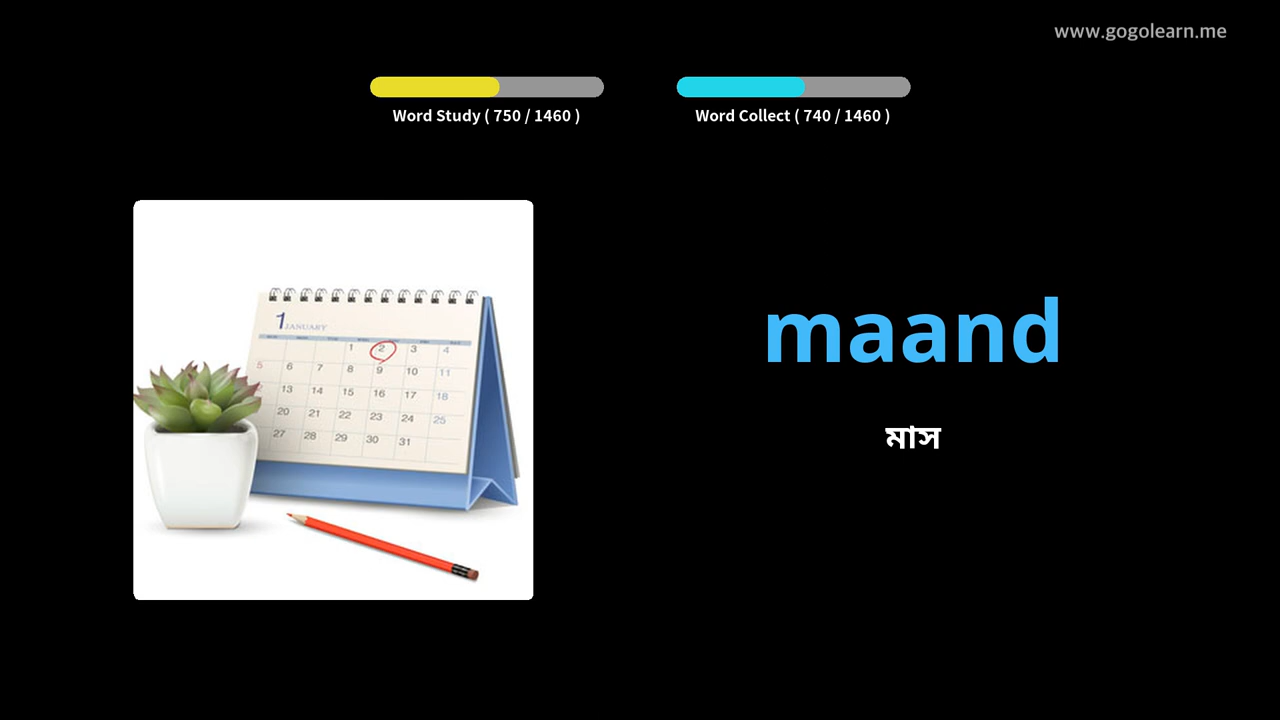 www.gogolearn.me
Word Study ( 750 / 1460 )
Word Collect ( 740 / 1460 )
1 JANUARY
1 2 3 4
5 6 7 8 9 10 11
13 14 15 16 17 18
20 21 22 23 24 25
27 28 29 30 31
maand
মাস